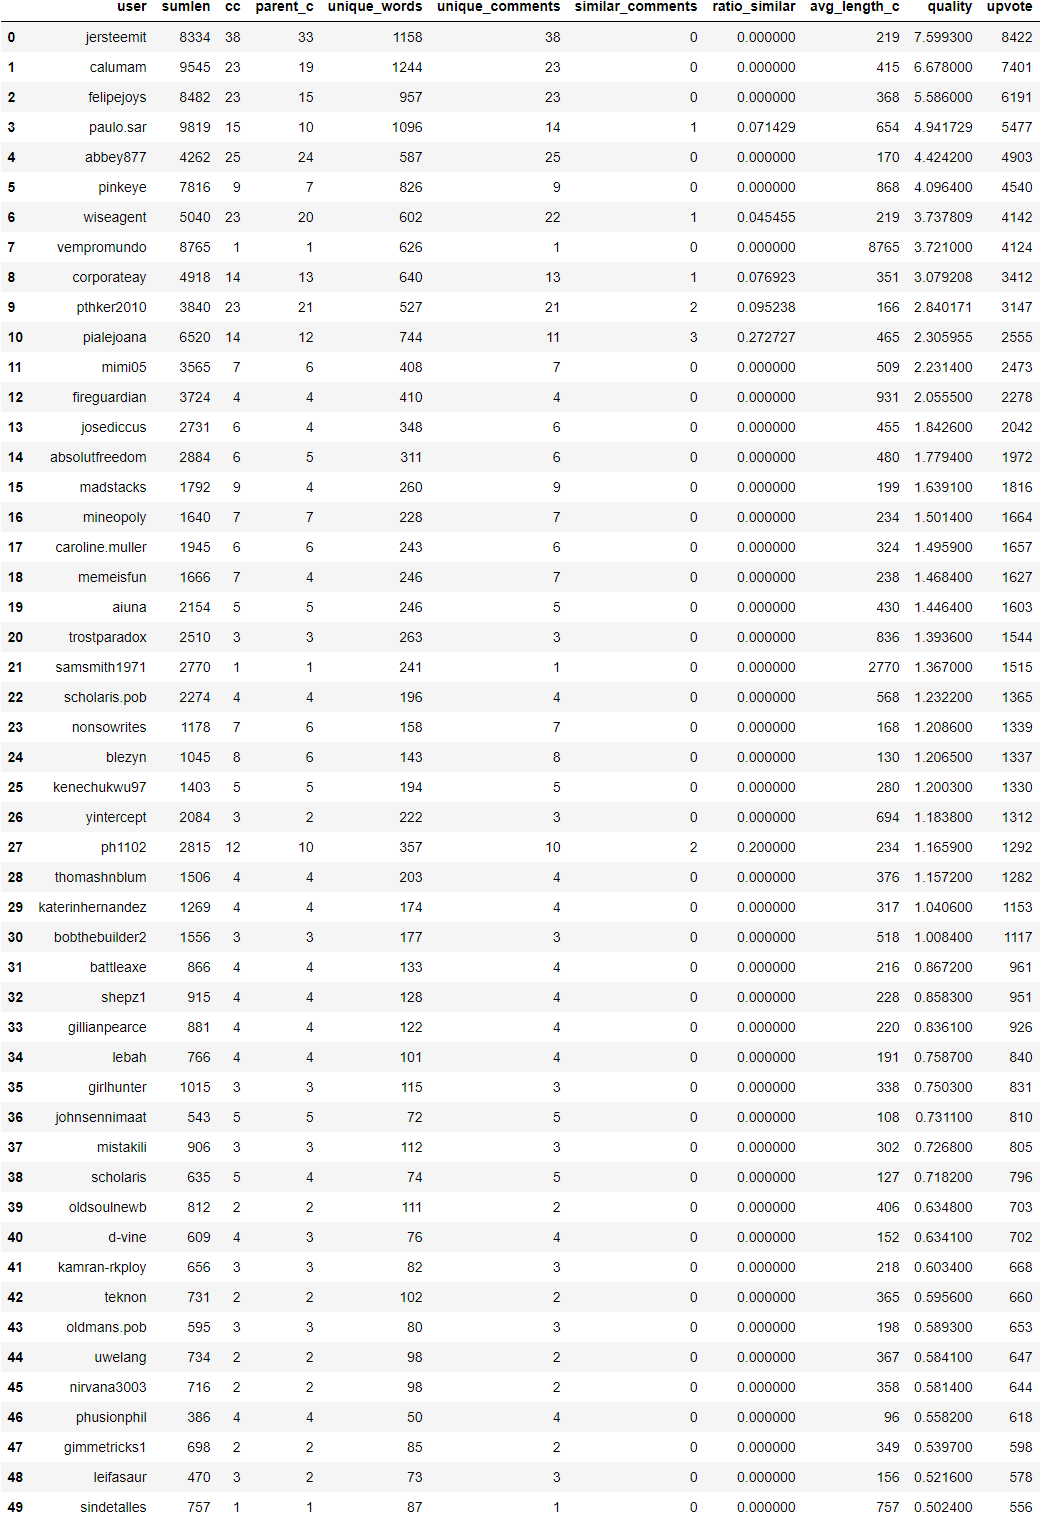 user sumlen cc parent_c unique_words unique_comments similar_comments ratio_similar avg_length_c quality upvote
0 jersteemit 8334 38 33 1158 38 0 0.000000 219 7.599300 8422
1 calumam 9545 23 19 1244 23 0 0.000000 415 6.678000 7401
2 felipejoys 8482 23 15 957 23 0 0.000000 368 5.586000 6191
3 paulo.sar 9819 15 10 1096 14 1 0.071429 654 4.941729 5477
4 abbey877 4262 25 24 587 25 0 0.000000 170 4.424200 4903
5 pinkeye 7816 9 7 826 9 0 0.000000 868 4.096400 4540
6 wiseagent 5040 23 20 602 22 1 0.045455 219 3.737809 4142
7 vempromundo 8765 1 1 626 1 0 0.000000 8765 3.721000 4124
8 corporateay 4918 14 13 640 13 1 0.076923 351 3.079208 3412
9 pthker2010 3840 23 21 527 21 2 0.095238 166 2.840171 3147
10 pialejoana 6520 14 12 744 11 3 0.272727 465 2.305955 2555
11 mimi05 3565 7 6 408 7 0 0.000000 509 2.231400 2473
12 fireguardian 3724 4 4 410 4 0 0.000000 931 2.055500 2278
13 josediccus 2731 6 4 348 6 0 0.000000 455 1.842600 2042
14 absolutfreedom 2884 6 5 311 6 0 0.000000 480 1.779400 1972
15 madstacks 1792 9 4 260 9 0 0.000000 199 1.639100 1816
16 mineopoly 1640 7 7 228 7 0 0.000000 234 1.501400 1664
17 caroline.muller 1945 6 6 243 6 0 0.000000 324 1.495900 1657
18 memeisfun 1666 7 4 246 7 0 0.000000 238 1.468400 1627
19 aiuna 2154 5 5 246 5 0 0.000000 430 1.446400 1603
20 trostparadox 2510 3 3 263 3 0 0.000000 836 1.393600 1544
21 samsmith1971 2770 1 1 241 1 0 0.000000 2770 1.367000 1515
22 scholaris.pob 2274 4 4 196 4 0 0.000000 568 1.232200 1365
23 nonsowrites 1178 7 6 158 7 0 0.000000 168 1.208600 1339
24 blezyn 1045 8 6 143 8 0 0.000000 130 1.206500 1337
25 kenechukwu97 1403 5 5 194 5 0 0.000000 280 1.200300 1330
26 yintercept 2084 3 2 222 3 0 0.000000 694 1.183800 1312
27 ph1102 2815 12 10 357 10 2 0.200000 234 1.165900 1292
28 thomashnblum 1506 4 4 203 4 0 0.000000 376 1.157200 1282
29 katerinhernandez 1269 4 4 174 4 0 0.000000 317 1.040600 1153
30 bobthebuilder2 1556 3 3 177 3 0 0.000000 518 1.008400 1117
31 battleaxe 866 4 4 133 4 0 0.000000 216 0.867200 961
32 shepz1 915 4 4 128 4 0 0.000000 228 0.858300 951
33 gillianpearce 881 4 4 122 4 0 0.000000 220 0.836100 926
34 lebah 766 4 4 101 4 0 0.000000 191 0.758700 840
35 girlhunter 1015 3 3 115 3 0 0.000000 338 0.750300 831
36 johnsennimaat 543 5 5 72 5 0 0.000000 108 0.731100 810
37 mistakili 906 3 3 112 3 0 0.000000 302 0.726800 805
38 scholaris 635 5 4 74 5 0 0.000000 127 0.718200 796
39 oldsoulnewb 812 2 2 111 2 0 0.000000 406 0.634800 703
40 d-vine 609 4 3 76 4 0 0.000000 152 0.634100 702
41 kamran-rkploy 656 3 3 82 3 0 0.000000 218 0.603400 668
42 teknon 731 2 2 102 2 0 0.000000 365 0.595600 660
43 oldmans.pob 595 3 3 80 3 0 0.000000 198 0.589300 653
44 uwelang 734 2 2 98 2 0 0.000000 367 0.584100 647
45 nirvana3003 716 2 2 98 2 0 0.000000 358 0.581400 644
46 phusionphil 386 4 4 50 4 0 0.000000 96 0.558200 618
47 gimmetricks1 698 2 2 85 2 0 0.000000 349 0.539700 598
48 leifasaur 470 3 2 73 3 0 0.000000 156 0.521600 578
49 sindetalles 757 1 1 87 1 0 0.000000 757 0.502400 556